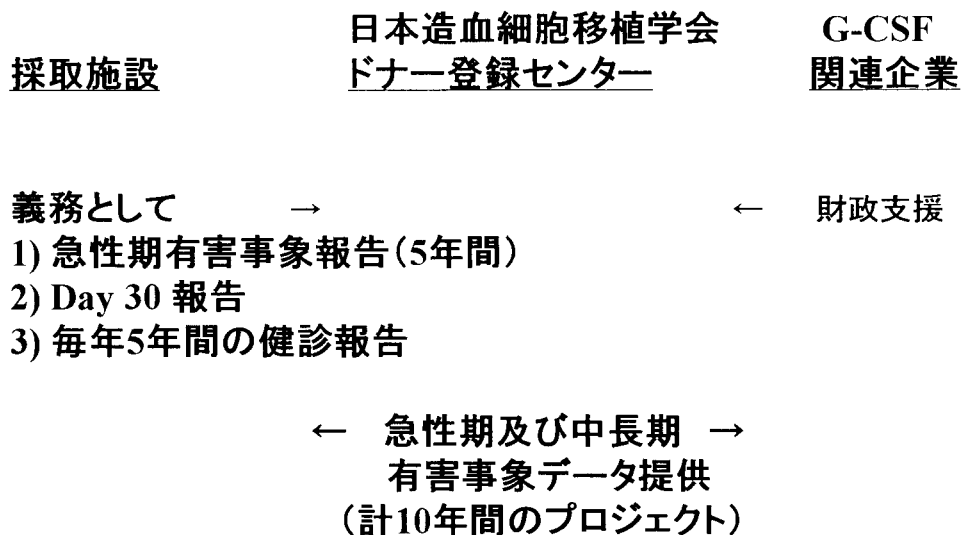 日本造血細胞移植学会 G-CSF
採取施設 ドナー登録センター 関連企業
義務として → ← 財政支援
1) 急性期有害事象報告（5年間）
2) Day 30 報告
3) 毎年5年間の健診報告
← 急性期及び中長期 →
有害事象データ提供
（計10年間のプロジェクト）